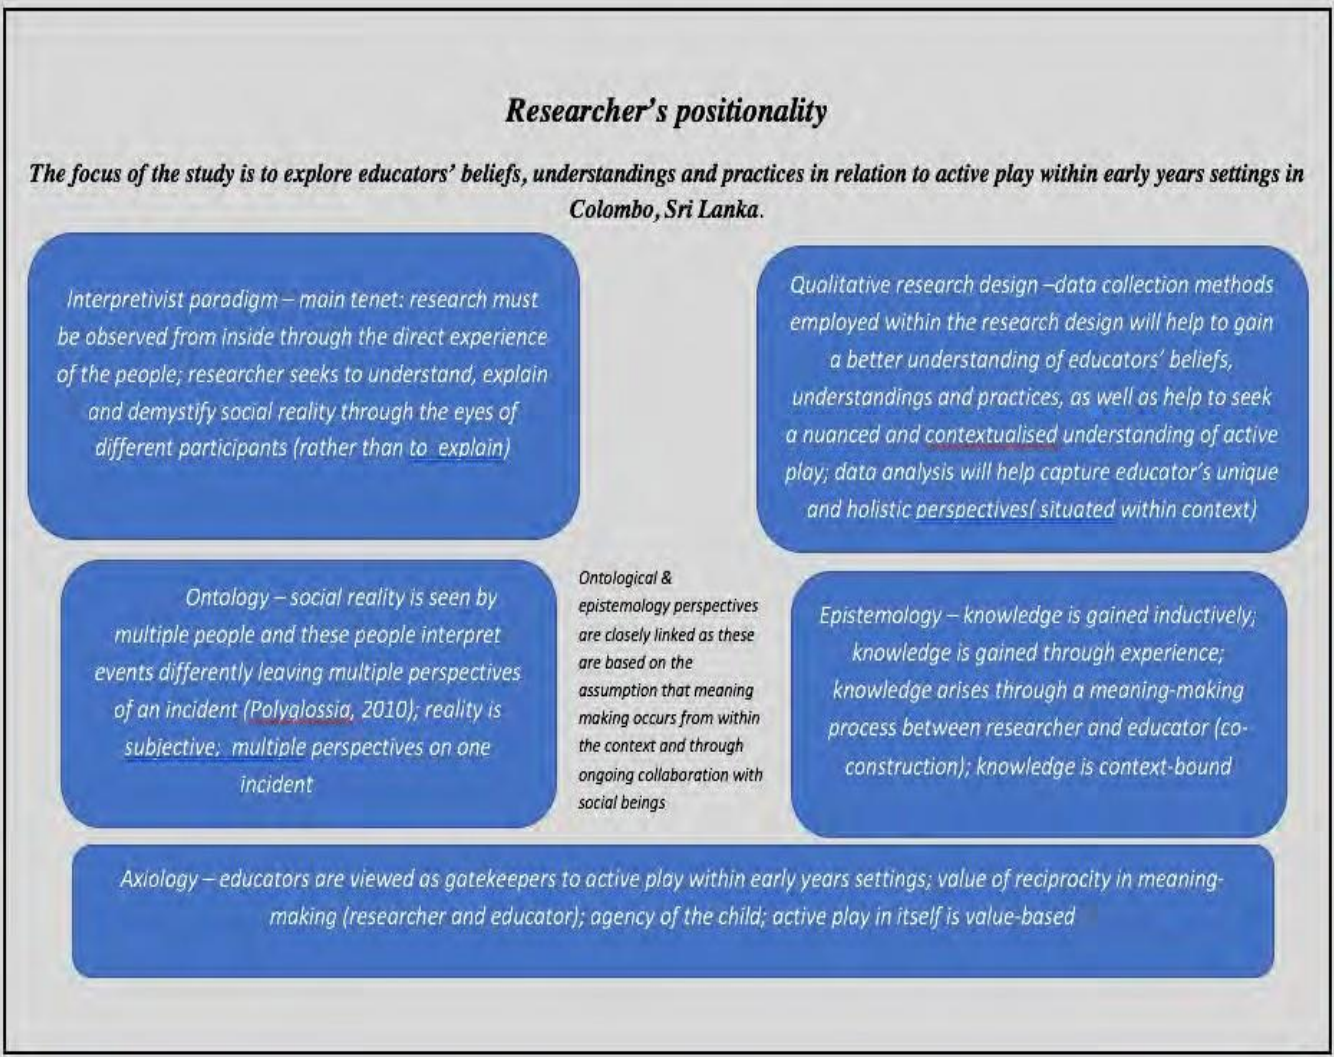 Researcher's positionality
The focus of the study is to explore educators' beliefs, understandings and practices in relation to active play within early years settings in
Colombo, Sri Lanka.
Interpretivist paradigm – main tenet: research must
be observed from inside through the direct experience
of the people; researcher seeks to understand, explain
and demystify social reality through the eyes of
different participants (rather than to  explain)
Qualitative research design –data collection methods
employed within the research design will help to gain
a better understanding of educators' beliefs,
understandings and practices, as well as help to seek
a nuanced and contextualised understanding of active
play; data analysis will help capture educator's unique
and holistic perspectives( situated within context)
Ontology – social reality is seen by
multiple people and these people interpret
events differently leaving multiple perspectives
of an incident (Polyglossia, 2010); reality is
subjective;  multiple perspectives on one
incident
Ontological &
epistemology perspectives
are closely linked as these
are based on the
assumption that meaning
making occurs from within
the context and through
ongoing collaboration with
social beings
Epistemology – knowledge is gained inductively;
knowledge is gained through experience;
knowledge arises through a meaning-making
process between researcher and educator (co-
construction); knowledge is context-bound
Axiology – educators are viewed as gatekeepers to active play within early years settings; value of reciprocity in meaning-
making (researcher and educator); agency of the child; active play in itself is value-based